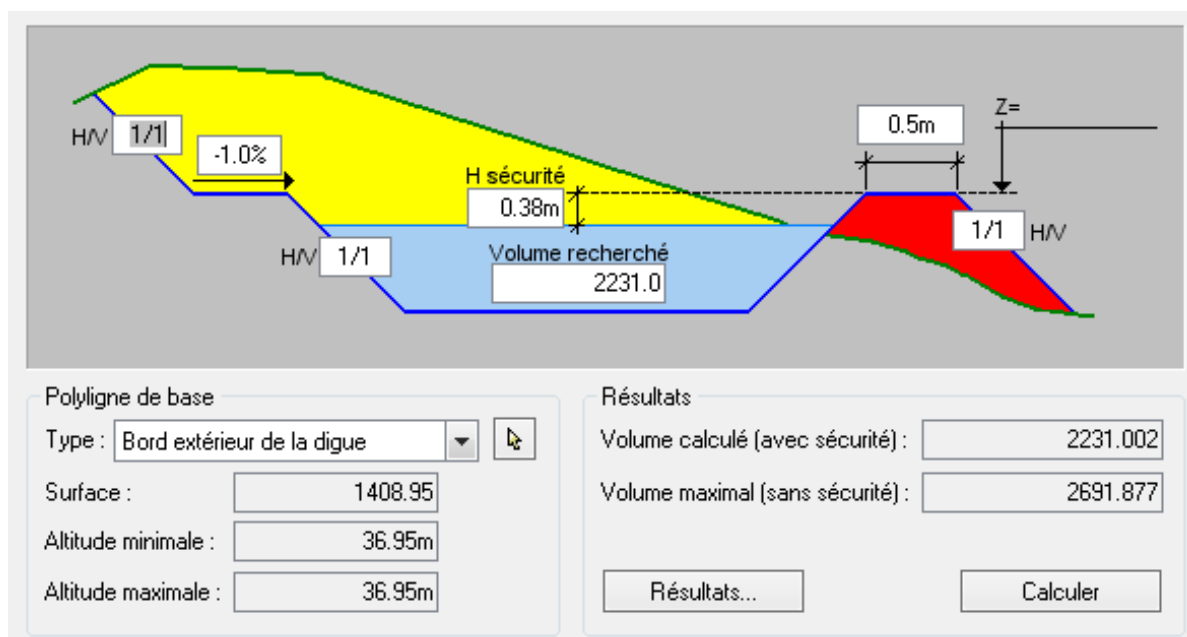 Z=
0.5m
H/V 1/1
-1.0%
H sécurité
0.38m
1/1 H/V
H/V 1/1
Volume recherché
2231.0
Polyligne de base
Type : Bord extérieur de la digue
Surface : 1408.95
Altitude minimale : 36.95m
Altitude maximale : 36.95m
Résultats
Volume calculé (avec sécurité) : 2231.002
Volume maximal (sans sécurité) : 2691.877
Résultats... Calculer